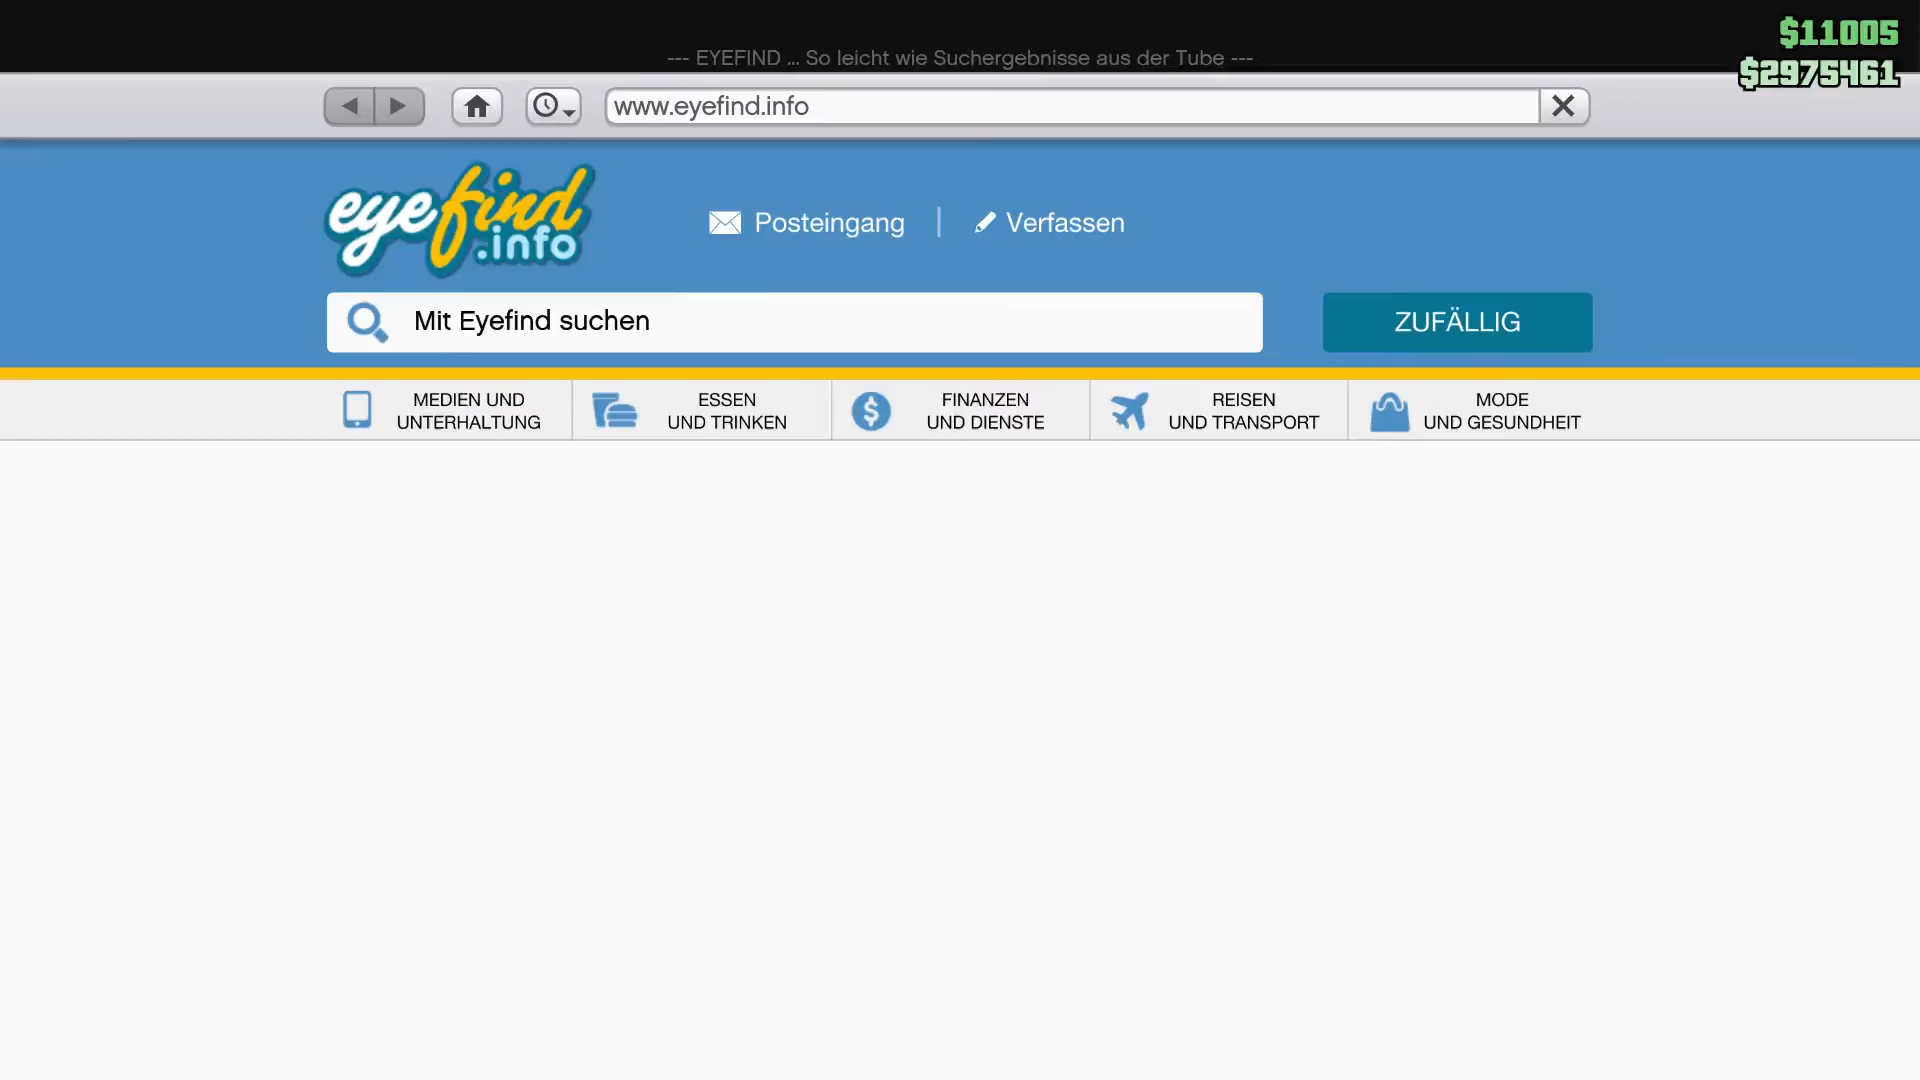 $11005
--- EYEFIND ... So leicht wie Suchergebnisse aus der Tube ---
$2975461
www.eyefind.info
eyefind
.info
Posteingang
Verfassen
Mit Eyefind suchen
ZUFÄLLIG
MEDIEN UND
UNTERHALTUNG
ESSEN
UND TRINKEN
FINANZEN
UND DIENSTE
REISEN
UND TRANSPORT
MODE
UND GESUNDHEIT